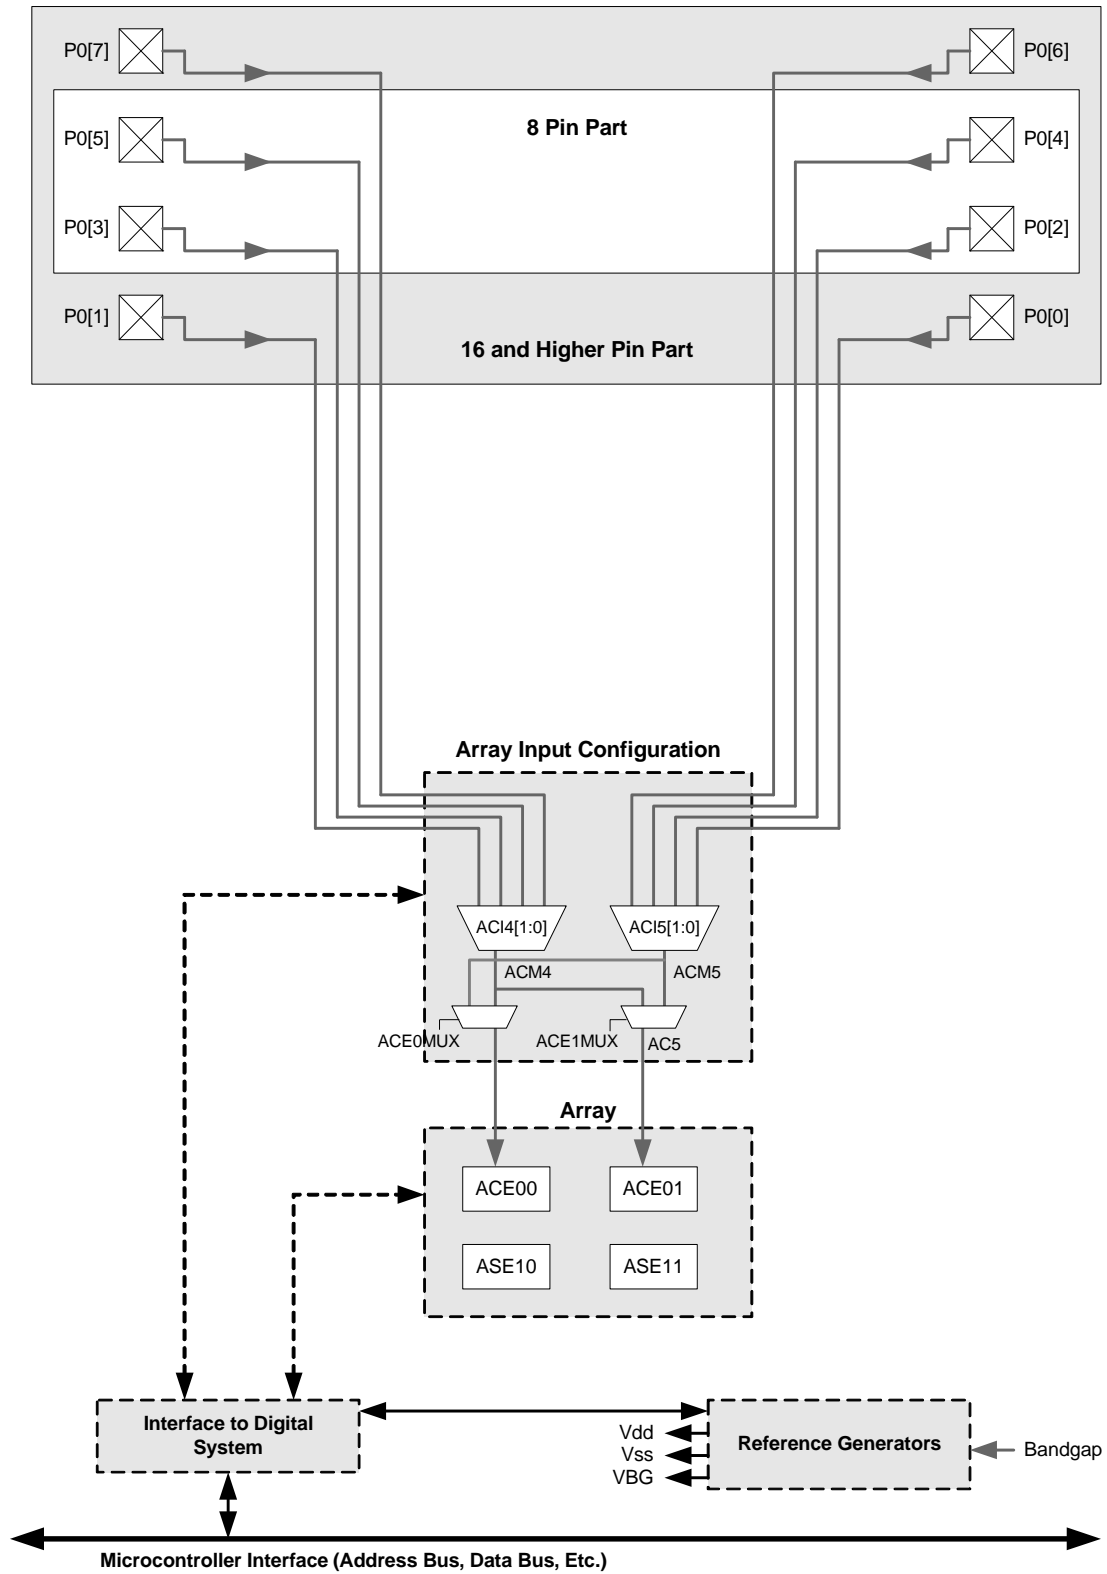 P0[7]
P0[6]
8 Pin Part
P0[5]
P0[4]
P0[3]
P0[2]
P0[1]
P0[0]
16 and Higher Pin Part
Array Input Configuration
ACI4[1:0]
ACI5[1:0]
ACM4
ACM5
ACE0MUX
ACE1MUX
AC5
Array
ACE00
ACE01
ASE10
ASE11
Interface to Digital
System
Vdd
Vss
VBG
Reference Generators
Bandgap
Microcontroller Interface (Address Bus, Data Bus, Etc.)